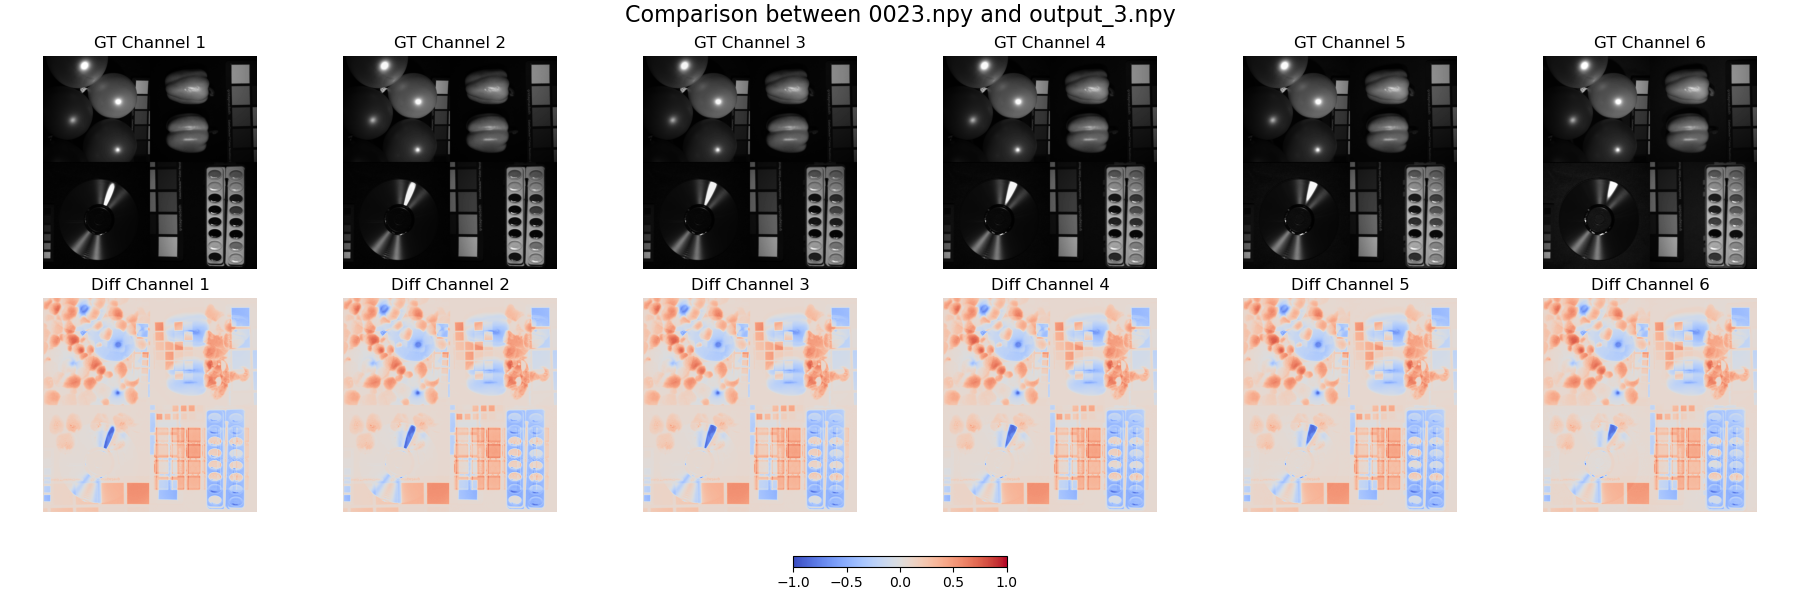 Comparison between 0023.npy and output_3.npy
GT Channel 1
GT Channel 2
GT Channel 3
GT Channel 4
GT Channel 5
GT Channel 6
Diff Channel 1
Diff Channel 2
Diff Channel 3
Diff Channel 4
Diff Channel 5
Diff Channel 6
−1.0
−0.5
0.0
0.5
1.0